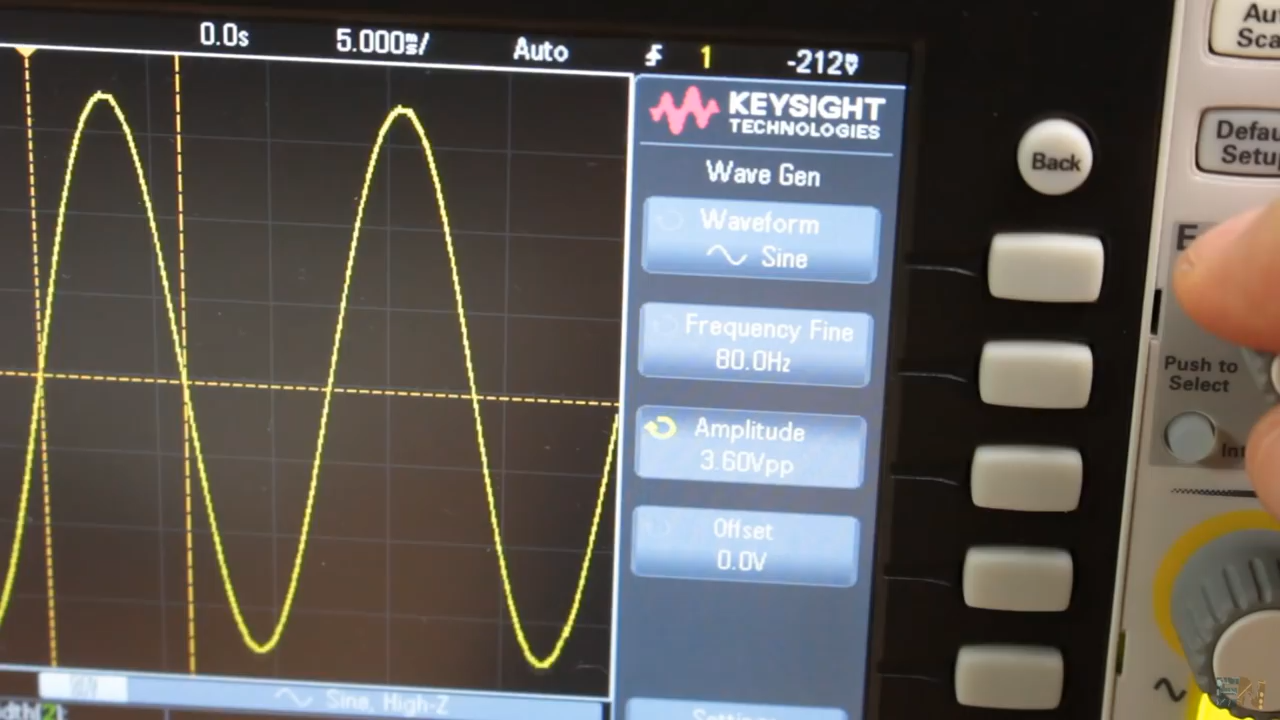 0.0s 5.000ms/ Auto 1 -212mV
KEYSIGHT
TECHNOLOGIES
Wave Gen
Waveform
Sine
Frequency Fine
80.0Hz
Amplitude
3.60Vpp
Offset
0.0V
Sine, High-Z
Back
Push to
Select